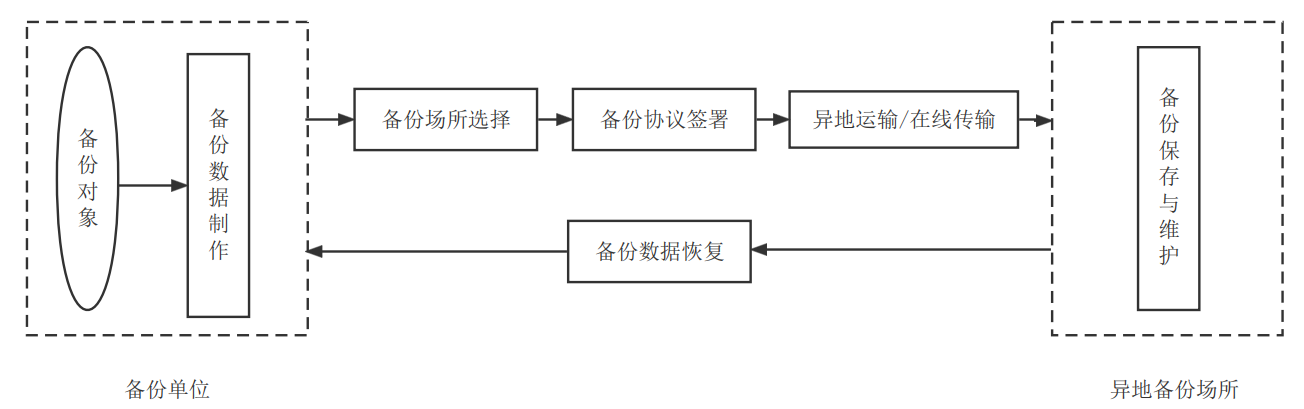 备份对象
备份数据制作
备份场所选择
备份协议签署
异地运输/在线传输
备份保存与维护
备份数据恢复
备份单位
异地备份场所